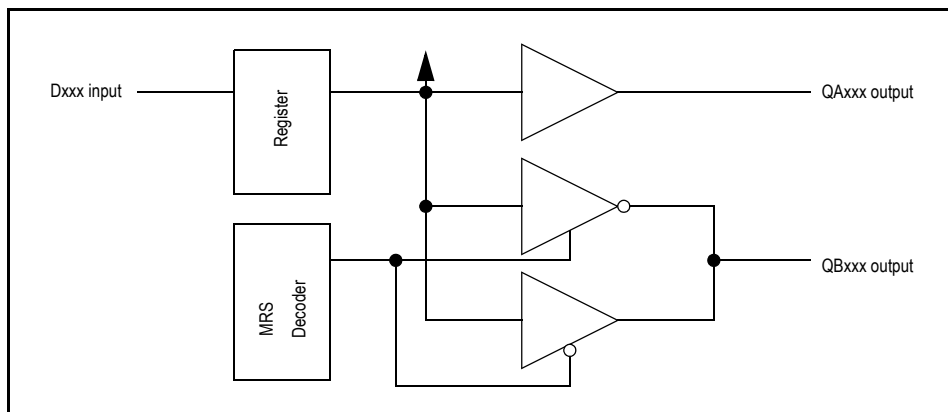 Dxxx input
Register
QAxxx output
MRS
Decoder
QBxxx output